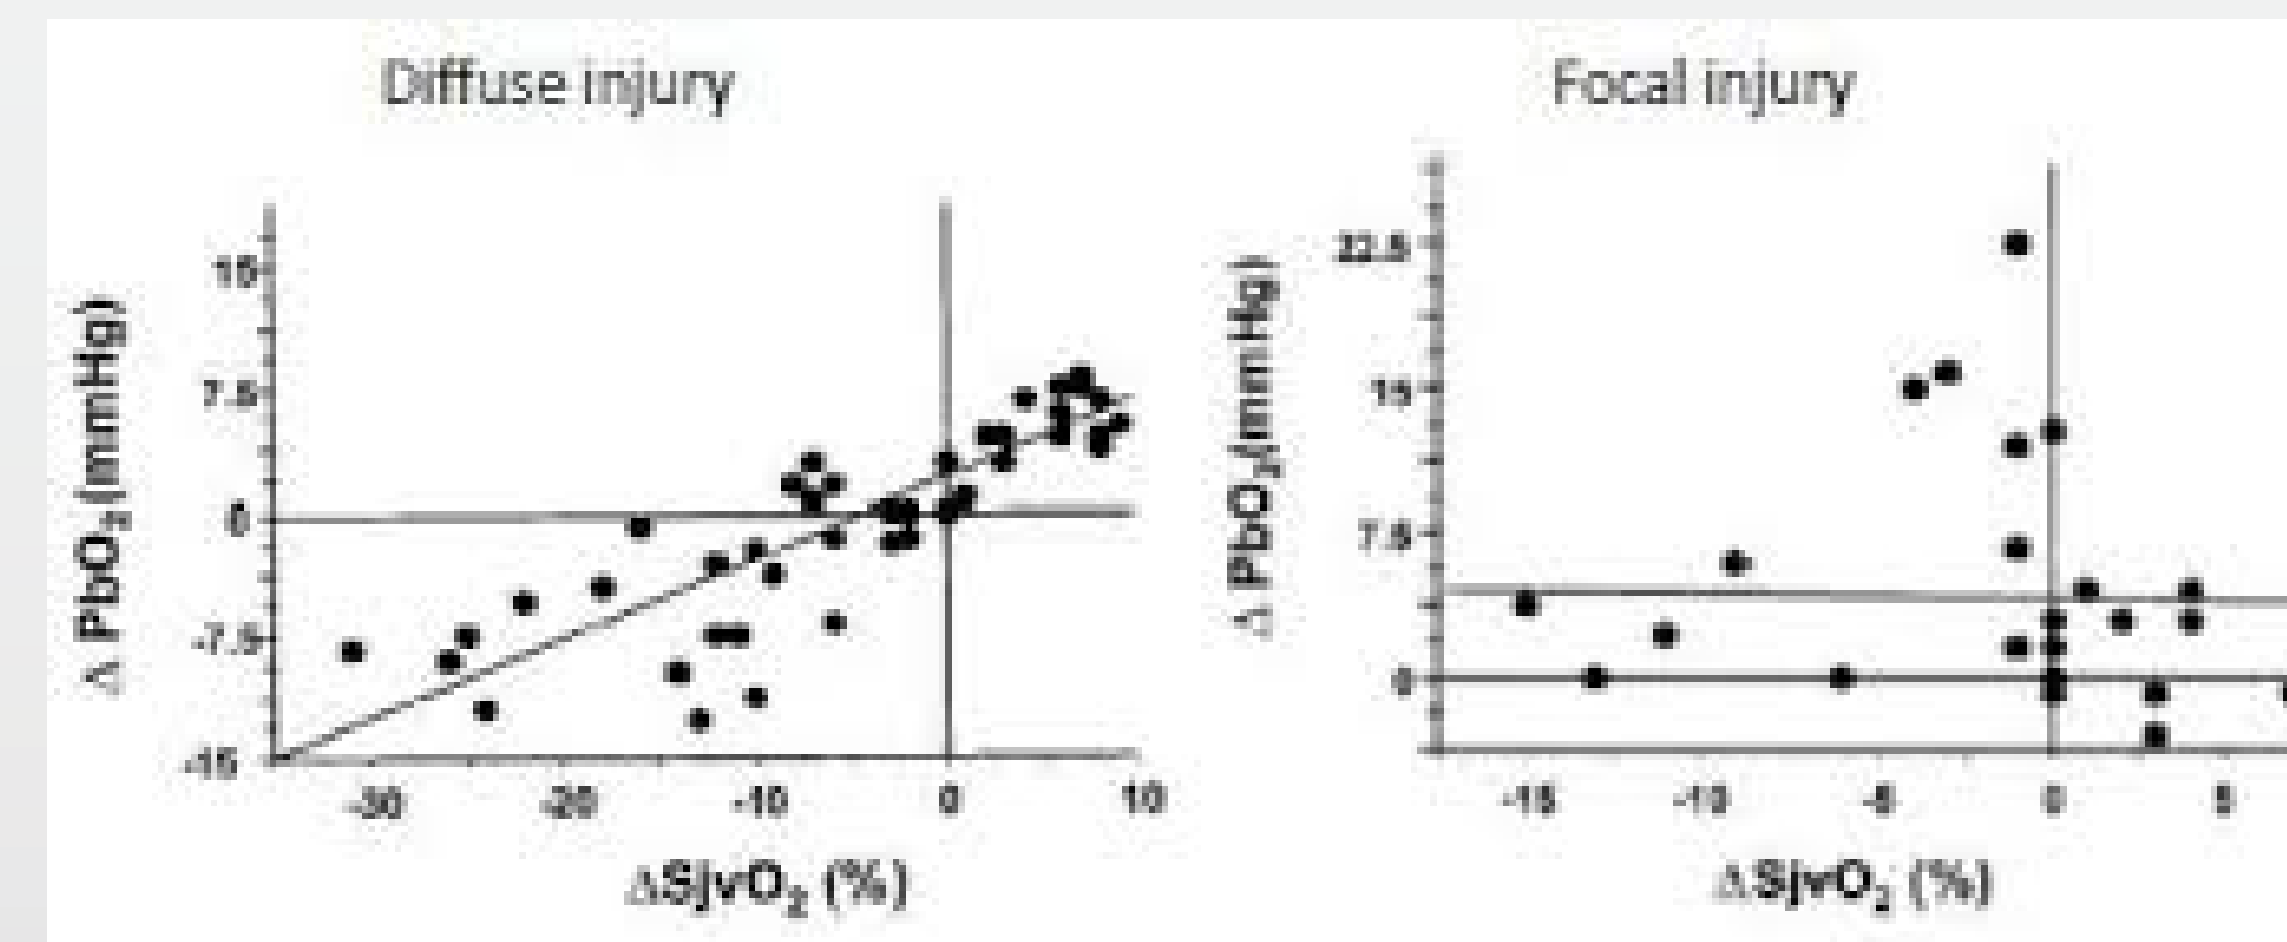 Diffuse injury
Δ PbO₂(mmHg)
15
7.5
0
-7.5
-15
-30 -20 -10 0 10
ΔSjvO₂ (%)
Focal injury
Δ PbO₂(mmHg)
22.5
15
7.5
0
-15 -10 -5 0 5
ΔSjvO₂ (%)